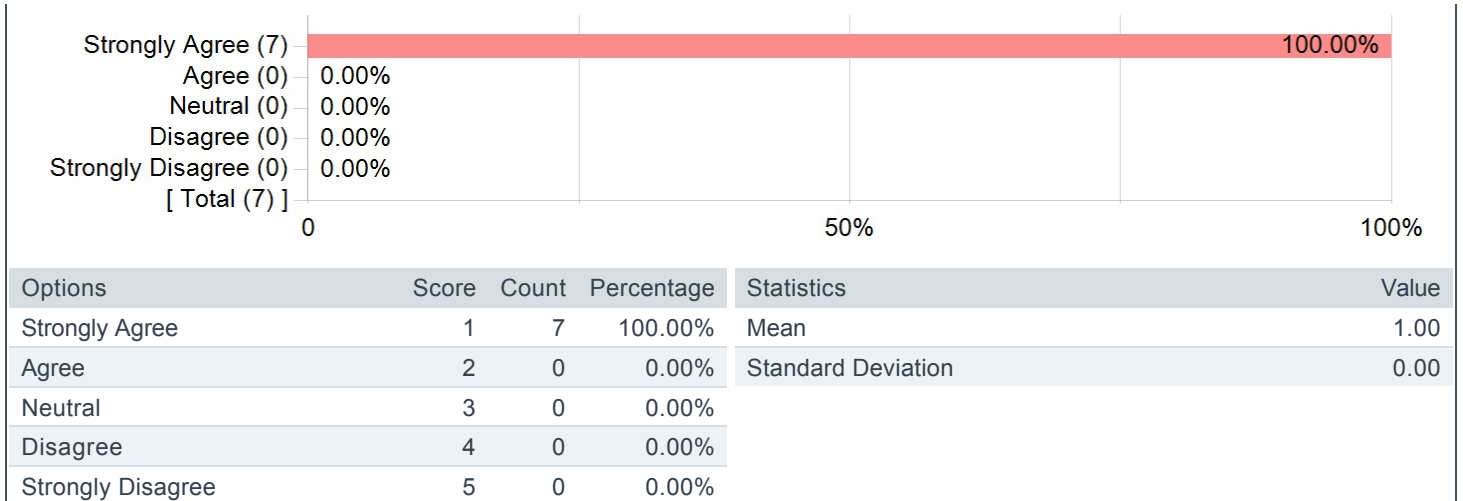 Strongly Agree (7) 100.00%
Agree (0) 0.00%
Neutral (0) 0.00%
Disagree (0) 0.00%
Strongly Disagree (0) 0.00%
[ Total (7) ]
0 50% 100%
Options Score Count Percentage
Strongly Agree 1 7 100.00%
Agree 2 0 0.00%
Neutral 3 0 0.00%
Disagree 4 0 0.00%
Strongly Disagree 5 0 0.00%
Statistics Value
Mean 1.00
Standard Deviation 0.00